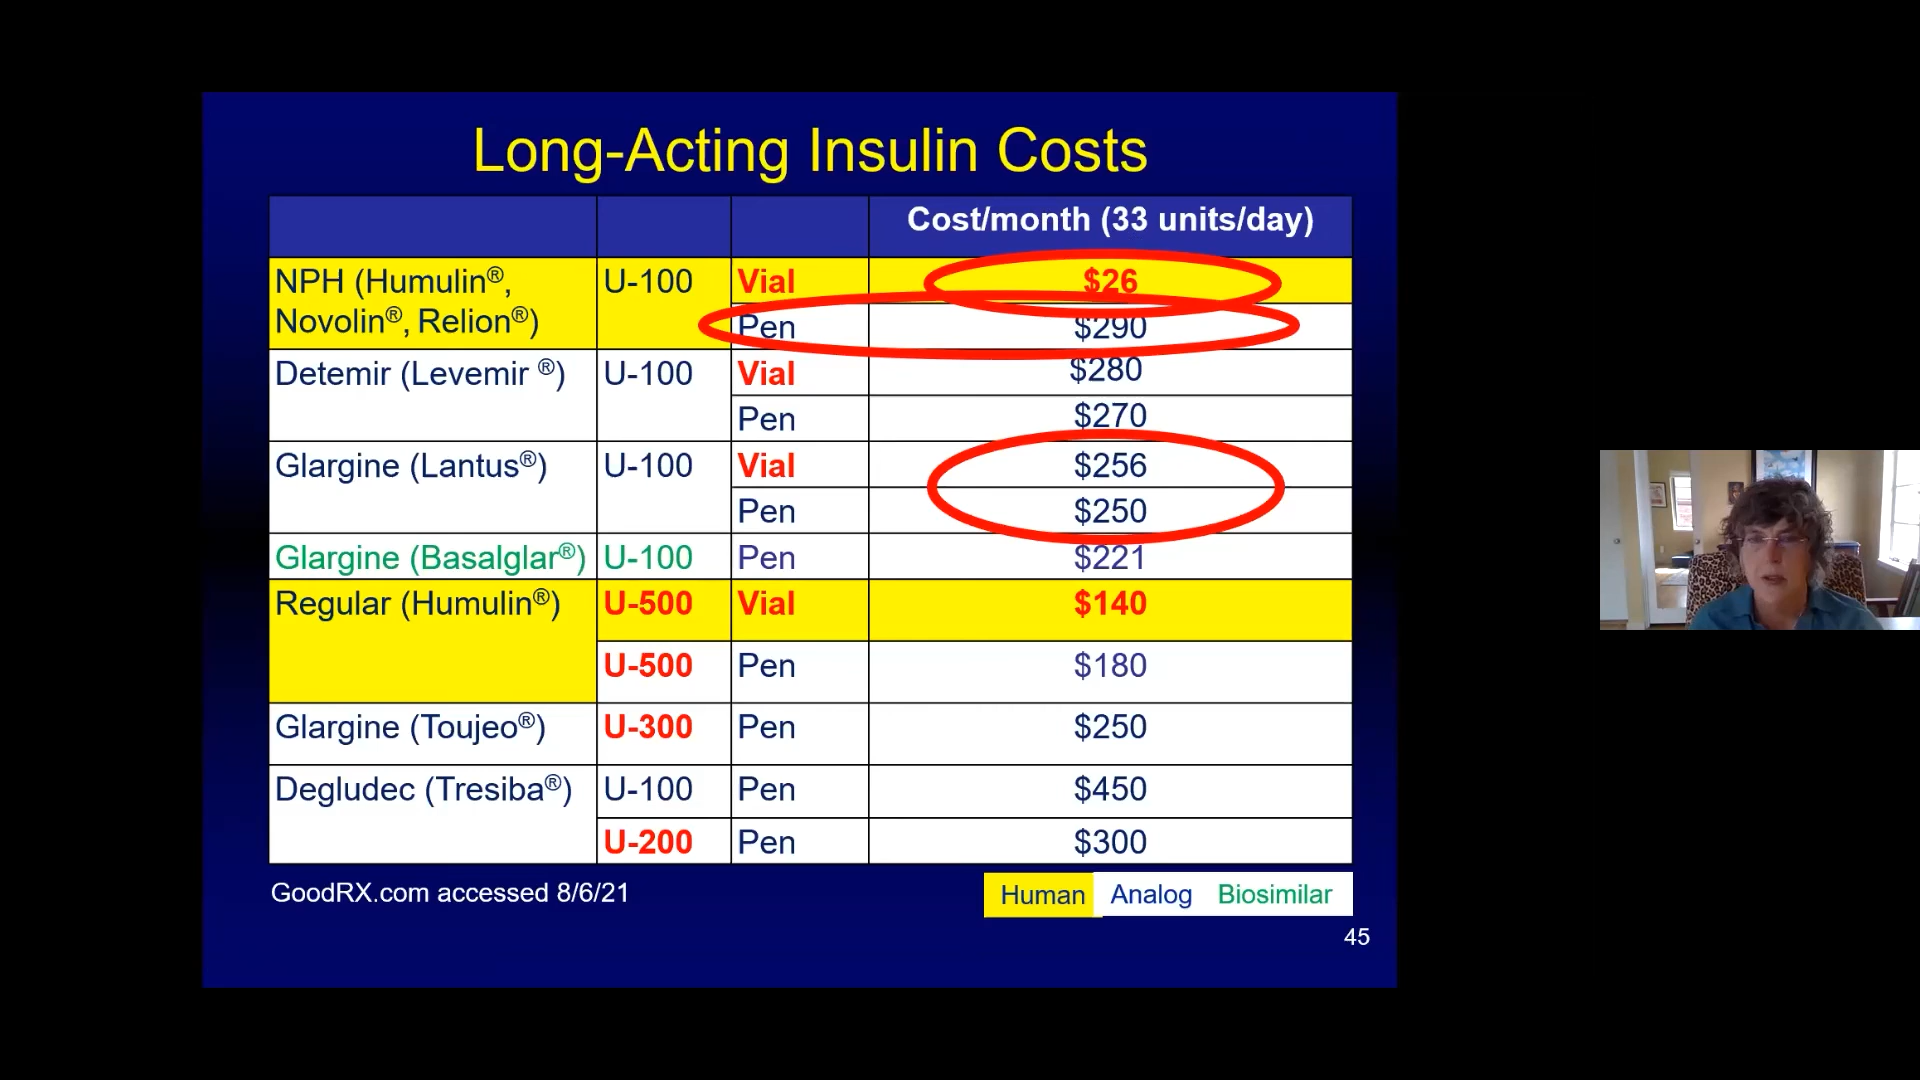 Long-Acting Insulin Costs
Cost/month (33 units/day)
NPH (Humulin®, U-100 Vial $26
Novolin®, Relion®) Pen $290
Detemir (Levemir ®) U-100 Vial $280
Pen $270
Glargine (Lantus®) U-100 Vial $256
Pen $250
Glargine (Basalglar®) U-100 Pen $221
Regular (Humulin®) U-500 Vial $140
U-500 Pen $180
Glargine (Toujeo®) U-300 Pen $250
Degludec (Tresiba®) U-100 Pen $450
U-200 Pen $300
GoodRX.com accessed 8/6/21
Human Analog Biosimilar
45